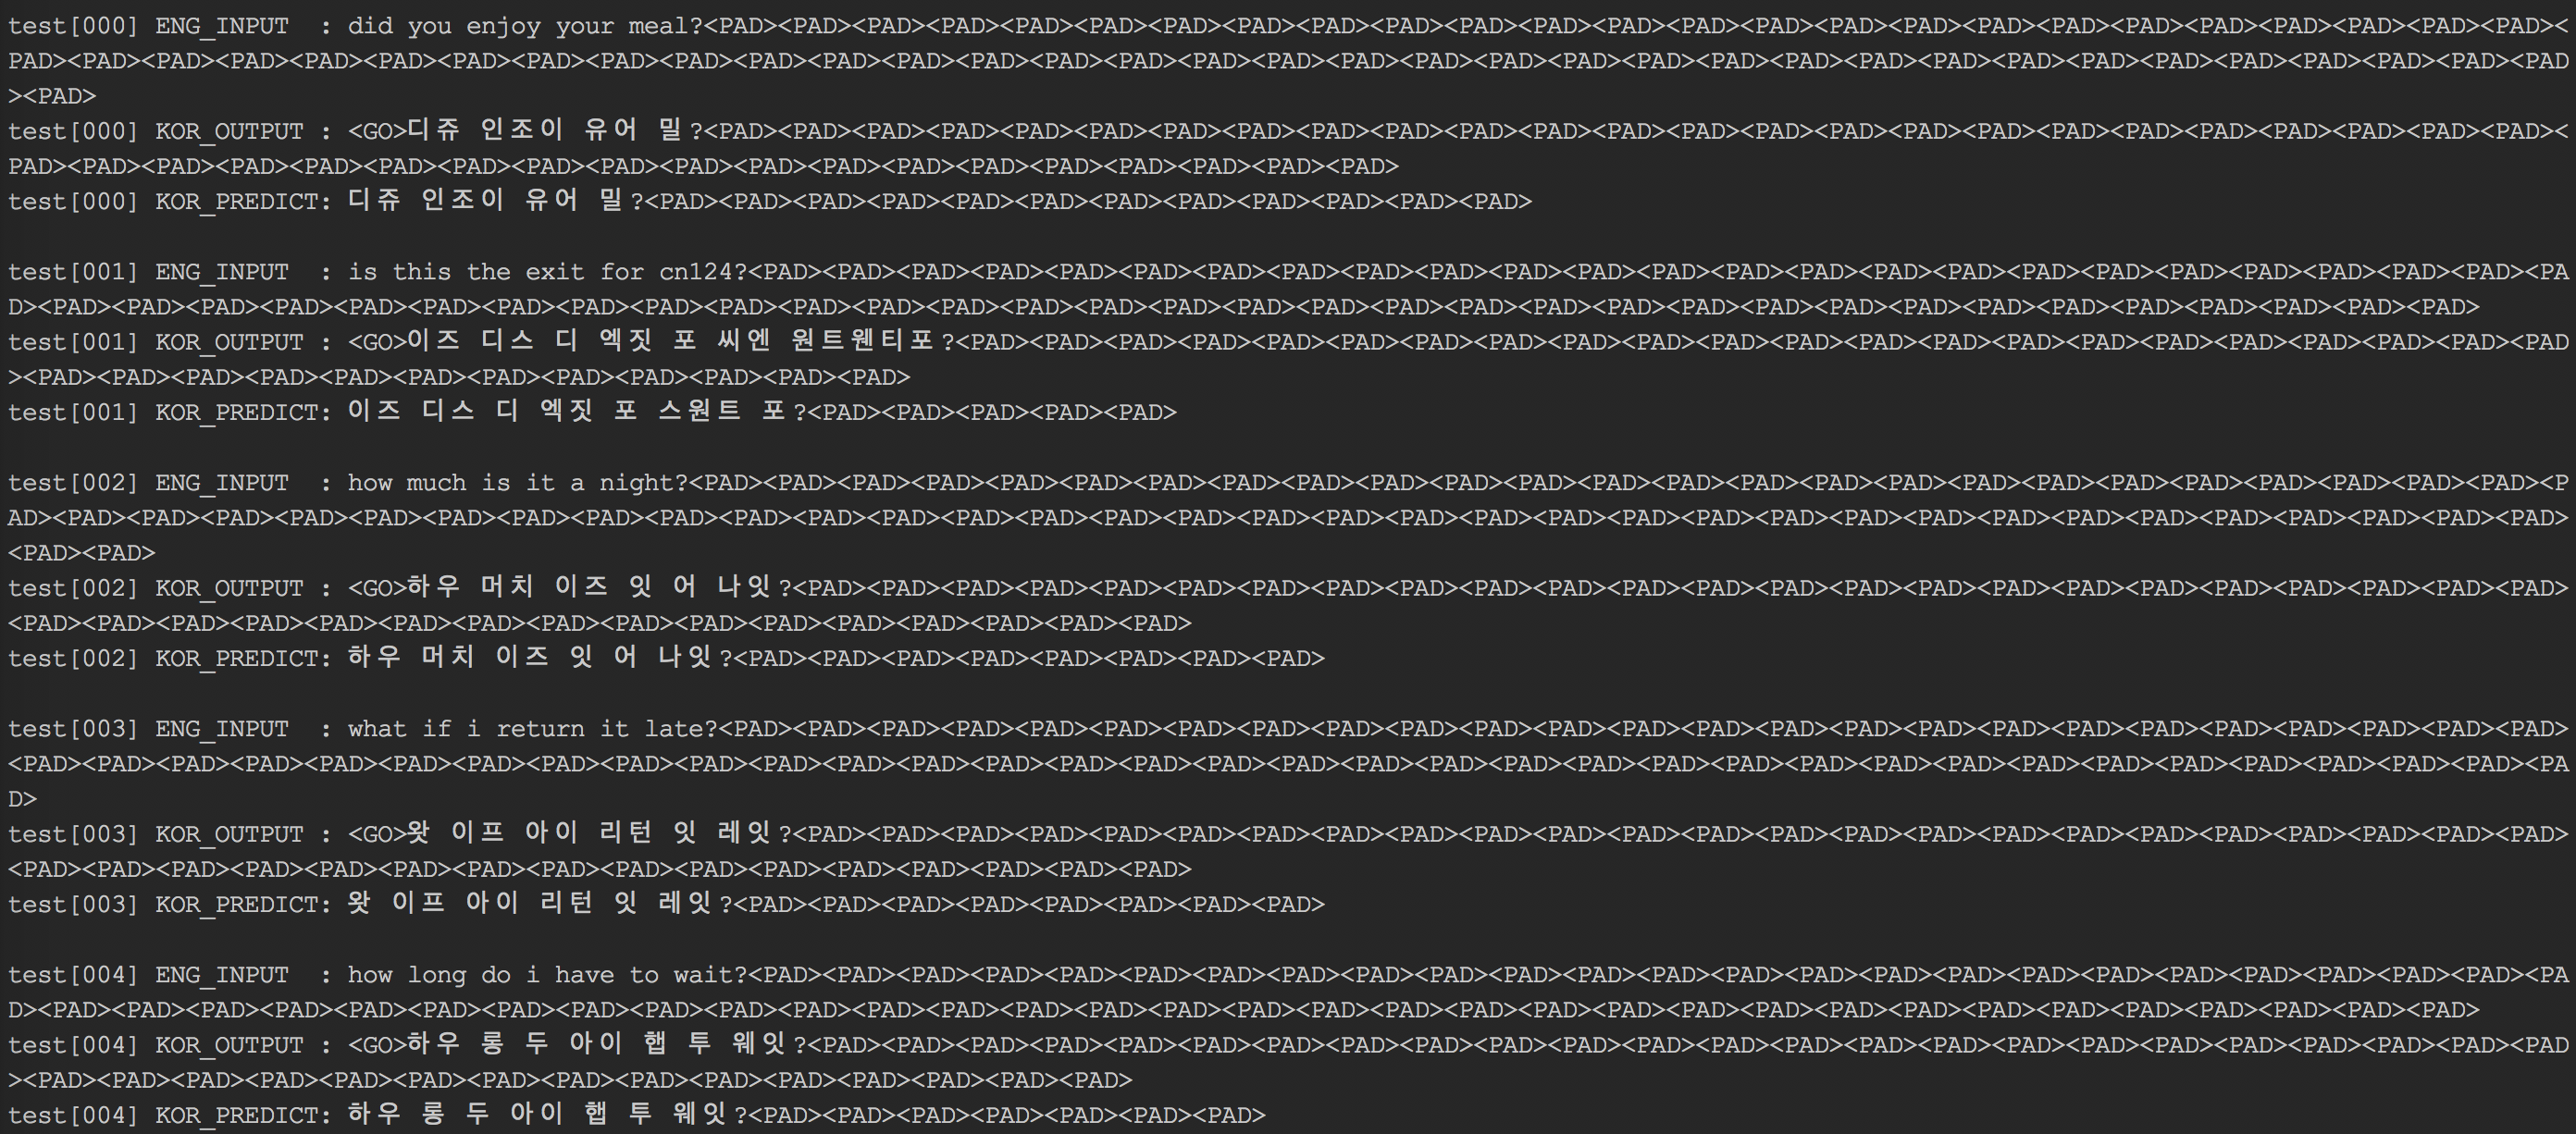 test[000] ENG_INPUT  : did you enjoy your meal?<PAD><PAD><PAD><PAD><PAD><PAD><PAD><PAD><PAD><PAD><PAD><PAD><PAD><PAD><PAD><PAD><PAD><PAD><PAD><PAD><PAD><PAD><PAD><PAD><PAD><
PAD><PAD><PAD><PAD><PAD><PAD><PAD><PAD><PAD><PAD><PAD><PAD><PAD><PAD><PAD><PAD><PAD><PAD><PAD><PAD><PAD><PAD><PAD><PAD><PAD><PAD><PAD><PAD><PAD><PAD><PAD><PAD><PAD><PAD><PAD
><PAD>
test[000] KOR_OUTPUT : <GO>디쥬 인조이 유어 밀?<PAD><PAD><PAD><PAD><PAD><PAD><PAD><PAD><PAD><PAD><PAD><PAD><PAD><PAD><PAD><PAD><PAD><PAD><PAD><PAD><PAD><PAD><PAD><PAD><PAD><
PAD><PAD><PAD><PAD><PAD><PAD><PAD><PAD><PAD><PAD><PAD><PAD><PAD><PAD><PAD><PAD><PAD><PAD><PAD>
test[000] KOR_PREDICT: 디쥬 인조이 유어 밀?<PAD><PAD><PAD><PAD><PAD><PAD><PAD><PAD><PAD><PAD><PAD><PAD>
test[001] ENG_INPUT  : is this the exit for cn124?<PAD><PAD><PAD><PAD><PAD><PAD><PAD><PAD><PAD><PAD><PAD><PAD><PAD><PAD><PAD><PAD><PAD><PAD><PAD><PAD><PAD><PAD><PAD><PAD><PA
D><PAD><PAD><PAD><PAD><PAD><PAD><PAD><PAD><PAD><PAD><PAD><PAD><PAD><PAD><PAD><PAD><PAD><PAD><PAD><PAD><PAD><PAD><PAD><PAD><PAD><PAD><PAD><PAD><PAD><PAD><PAD><PAD><PAD>
test[001] KOR_OUTPUT : <GO>이즈 디스 디 엑짓 포 씨엔 원트웬티포?<PAD><PAD><PAD><PAD><PAD><PAD><PAD><PAD><PAD><PAD><PAD><PAD><PAD><PAD><PAD><PAD><PAD><PAD><PAD><PAD><PAD><PAD
><PAD><PAD><PAD><PAD><PAD><PAD><PAD><PAD><PAD><PAD><PAD><PAD>
test[001] KOR_PREDICT: 이즈 디스 디 엑짓 포 스원트 포?<PAD><PAD><PAD><PAD><PAD>
test[002] ENG_INPUT  : how much is it a night?<PAD><PAD><PAD><PAD><PAD><PAD><PAD><PAD><PAD><PAD><PAD><PAD><PAD><PAD><PAD><PAD><PAD><PAD><PAD><PAD><PAD><PAD><PAD><PAD><PAD><P
AD><PAD><PAD><PAD><PAD><PAD><PAD><PAD><PAD><PAD><PAD><PAD><PAD><PAD><PAD><PAD><PAD><PAD><PAD><PAD><PAD><PAD><PAD><PAD><PAD><PAD><PAD><PAD><PAD><PAD><PAD><PAD><PAD><PAD><PAD>
<PAD><PAD>
test[002] KOR_OUTPUT : <GO>하우 머치 이즈 잇 어 나잇?<PAD><PAD><PAD><PAD><PAD><PAD><PAD><PAD><PAD><PAD><PAD><PAD><PAD><PAD><PAD><PAD><PAD><PAD><PAD><PAD><PAD><PAD><PAD><PAD>
<PAD><PAD><PAD><PAD><PAD><PAD><PAD><PAD><PAD><PAD><PAD><PAD><PAD><PAD><PAD><PAD>
test[002] KOR_PREDICT: 하우 머치 이즈 잇 어 나잇?<PAD><PAD><PAD><PAD><PAD><PAD><PAD><PAD>
test[003] ENG_INPUT  : what if i return it late?<PAD><PAD><PAD><PAD><PAD><PAD><PAD><PAD><PAD><PAD><PAD><PAD><PAD><PAD><PAD><PAD><PAD><PAD><PAD><PAD><PAD><PAD><PAD><PAD><PAD>
<PAD><PAD><PAD><PAD><PAD><PAD><PAD><PAD><PAD><PAD><PAD><PAD><PAD><PAD><PAD><PAD><PAD><PAD><PAD><PAD><PAD><PAD><PAD><PAD><PAD><PAD><PAD><PAD><PAD><PAD><PAD><PAD><PAD><PAD><PA
D>
test[003] KOR_OUTPUT : <GO>왓 이프 아이 리턴 잇 레잇?<PAD><PAD><PAD><PAD><PAD><PAD><PAD><PAD><PAD><PAD><PAD><PAD><PAD><PAD><PAD><PAD><PAD><PAD><PAD><PAD><PAD><PAD><PAD><PAD>
<PAD><PAD><PAD><PAD><PAD><PAD><PAD><PAD><PAD><PAD><PAD><PAD><PAD><PAD><PAD><PAD>
test[003] KOR_PREDICT: 왓 이프 아이 리턴 잇 레잇?<PAD><PAD><PAD><PAD><PAD><PAD><PAD><PAD>
test[004] ENG_INPUT  : how long do i have to wait?<PAD><PAD><PAD><PAD><PAD><PAD><PAD><PAD><PAD><PAD><PAD><PAD><PAD><PAD><PAD><PAD><PAD><PAD><PAD><PAD><PAD><PAD><PAD><PAD><PA
D><PAD><PAD><PAD><PAD><PAD><PAD><PAD><PAD><PAD><PAD><PAD><PAD><PAD><PAD><PAD><PAD><PAD><PAD><PAD><PAD><PAD><PAD><PAD><PAD><PAD><PAD><PAD><PAD><PAD><PAD><PAD><PAD><PAD>
test[004] KOR_OUTPUT : <GO>하우 롱 두 아이 햅 투 웨잇?<PAD><PAD><PAD><PAD><PAD><PAD><PAD><PAD><PAD><PAD><PAD><PAD><PAD><PAD><PAD><PAD><PAD><PAD><PAD><PAD><PAD><PAD><PAD><PAD
><PAD><PAD><PAD><PAD><PAD><PAD><PAD><PAD><PAD><PAD><PAD><PAD><PAD><PAD><PAD>
test[004] KOR_PREDICT: 하우 롱 두 아이 햅 투 웨잇?<PAD><PAD><PAD><PAD><PAD><PAD><PAD>